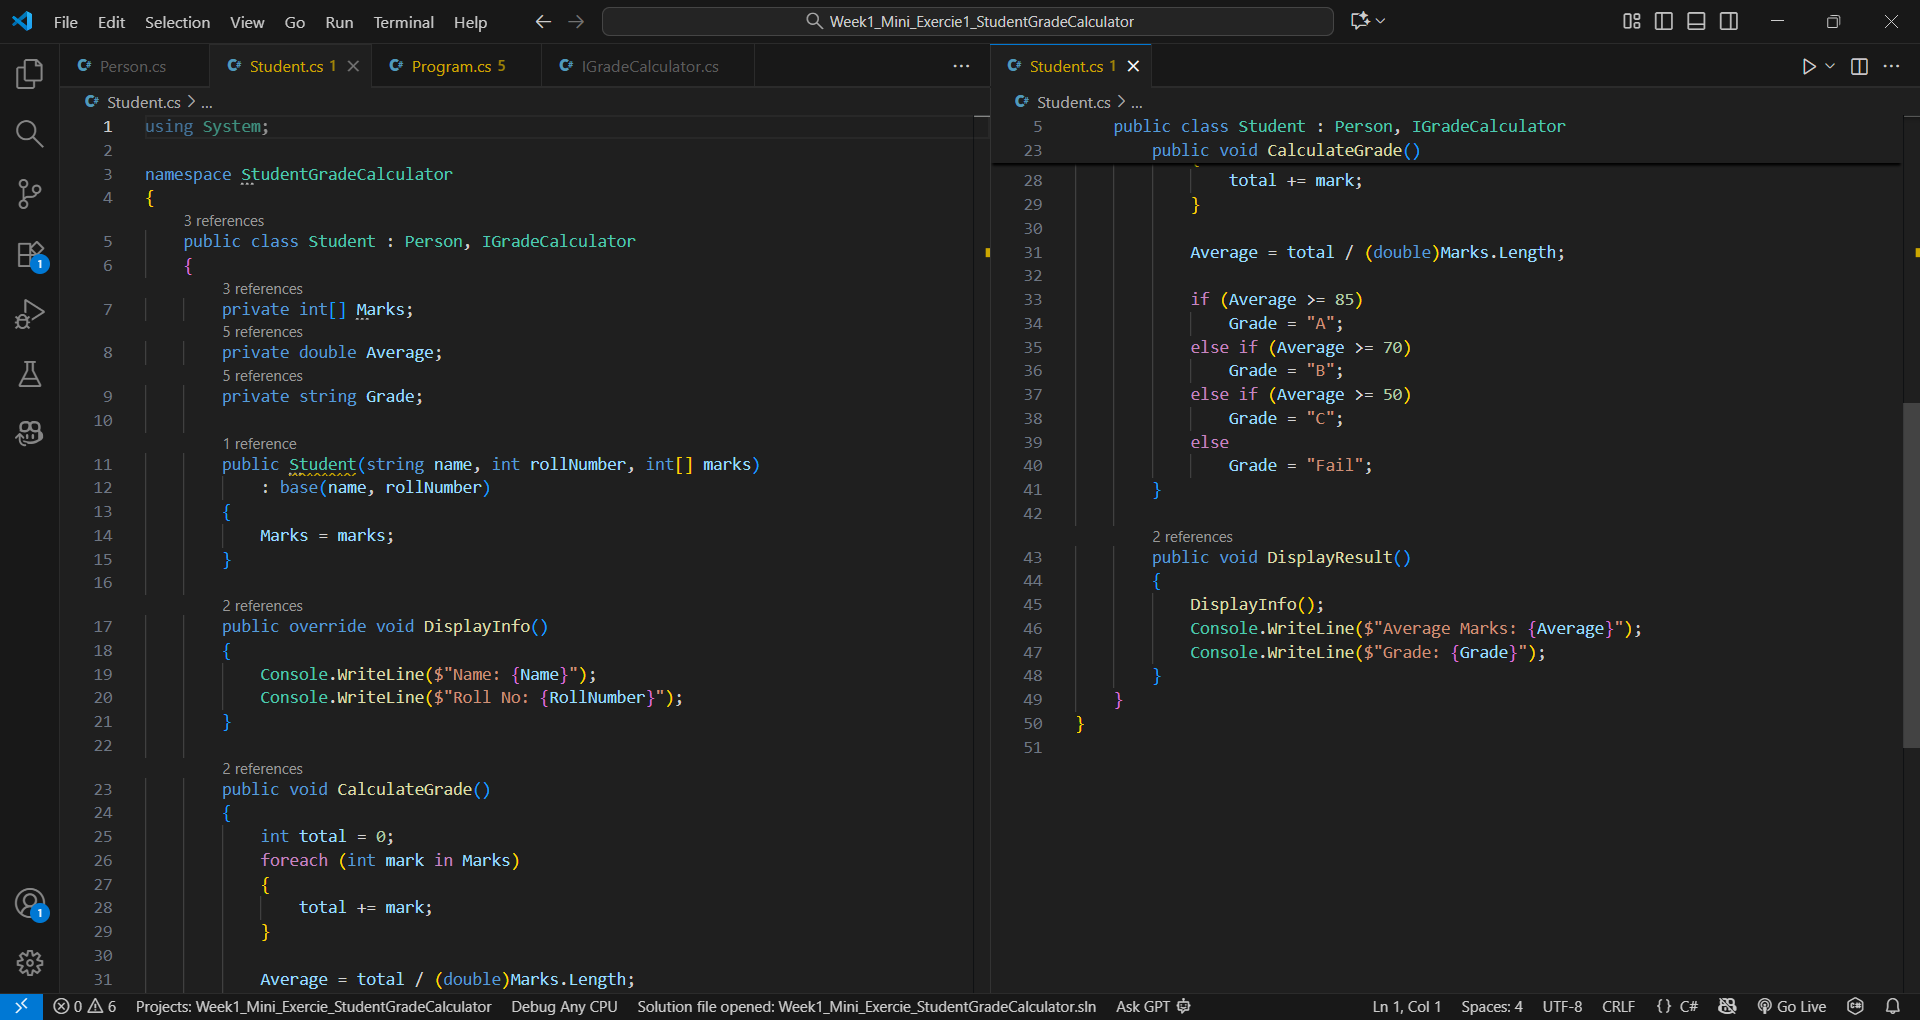 File Edit Selection View Go Run Terminal Help
Week1_Mini_Exercie1_StudentGradeCalculator
C# Person.cs
C# Student.cs 1
C# Program.cs 5
C# IGradeCalculator.cs
C# Student.cs > ...
1 using System;
2
3 namespace StudentGradeCalculator
4 {
3 references
5 public class Student : Person, IGradeCalculator
6 {
3 references
7 private int[] Marks;
5 references
8 private double Average;
5 references
9 private string Grade;
10
1 reference
11 public Student(string name, int rollNumber, int[] marks)
12 : base(name, rollNumber)
13 {
14 Marks = marks;
15 }
16
2 references
17 public override void DisplayInfo()
18 {
19 Console.WriteLine($"Name: {Name}");
20 Console.WriteLine($"Roll No: {RollNumber}");
21 }
22
2 references
23 public void CalculateGrade()
24 {
25 int total = 0;
26 foreach (int mark in Marks)
27 {
28 total += mark;
29 }
30
31 Average = total / (double)Marks.Length;
C# Student.cs 1
C# Student.cs > ...
5 public class Student : Person, IGradeCalculator
23 public void CalculateGrade()
28 total += mark;
29 }
30
31 Average = total / (double)Marks.Length;
32
33 if (Average >= 85)
34 Grade = "A";
35 else if (Average >= 70)
36 Grade = "B";
37 else if (Average >= 50)
38 Grade = "C";
39 else
40 Grade = "Fail";
41 }
42
2 references
43 public void DisplayResult()
44 {
45 DisplayInfo();
46 Console.WriteLine($"Average Marks: {Average}");
47 Console.WriteLine($"Grade: {Grade}");
48 }
49 }
50 }
51
1
1
0 6 Projects: Week1_Mini_Exercie_StudentGradeCalculator Debug Any CPU Solution file opened: Week1_Mini_Exercie_StudentGradeCalculator.sln Ask GPT Ln 1, Col 1 Spaces: 4 UTF-8 CRLF {} C# Go Live